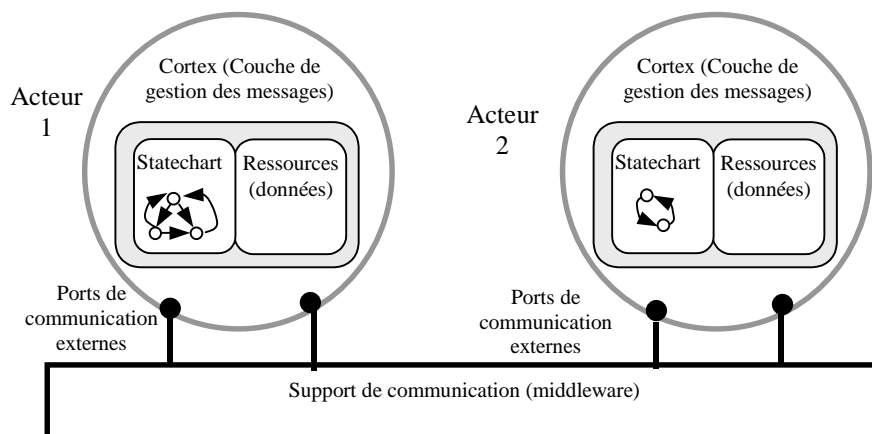 Acteur
1
Cortex (Couche de
gestion des messages)
Statechart
Ressources
(données)
Ports de
communication
externes
Acteur
2
Cortex (Couche de
gestion des messages)
Statechart
Ressources
(données)
Ports de
communication
externes
Support de communication (middleware)